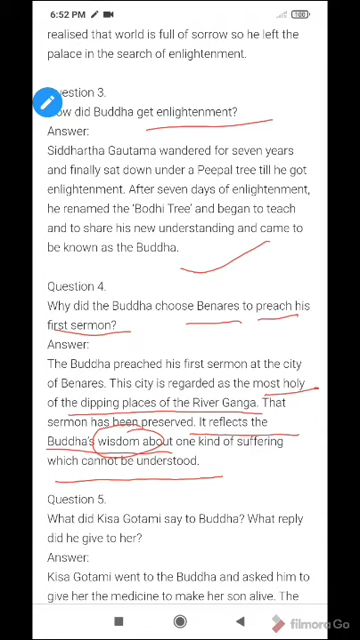 6:52 PM
100
realised that world is full of sorrow so he left the
palace in the search of enlightenment.
Question 3.
How did Buddha get enlightenment?
Answer:
Siddhartha Gautama wandered for seven years
and finally sat down under a Peepal tree till he got
enlightenment. After seven days of enlightenment,
he renamed the ‘Bodhi Tree’ and began to teach
and to share his new understanding and came to
be known as the Buddha.
Question 4.
Why did the Buddha choose Benares to preach his
first sermon?
Answer:
The Buddha preached his first sermon at the city
of Benares. This city is regarded as the most holy
of the dipping places of the River Ganga. That
sermon has been preserved. It reflects the
Buddha’s wisdom about one kind of suffering
which cannot be understood.
Question 5.
What did Kisa Gotami say to Buddha? What reply
did he give to her?
Answer:
Kisa Gotami went to the Buddha and asked him to
give her the medicine to make her son alive. The
filmora Go